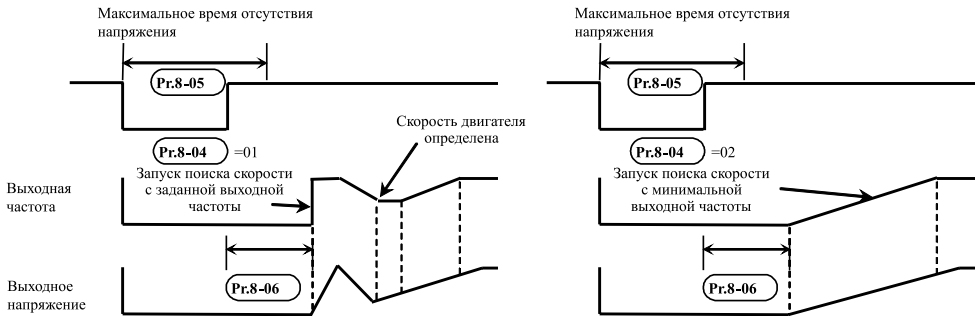 Максимальное время отсутствия
напряжения
Pr.8-05
Pr.8-04 =01
Скорость двигателя
определена
Запуск поиска скорости
с заданной выходной
частоты
Выходная
частота
Pr.8-06
Выходное
напряжение
Максимальное время отсутствия
напряжения
Pr.8-05
Pr.8-04 =02
Запуск поиска скорости
с минимальной
выходной частоты
Pr.8-06